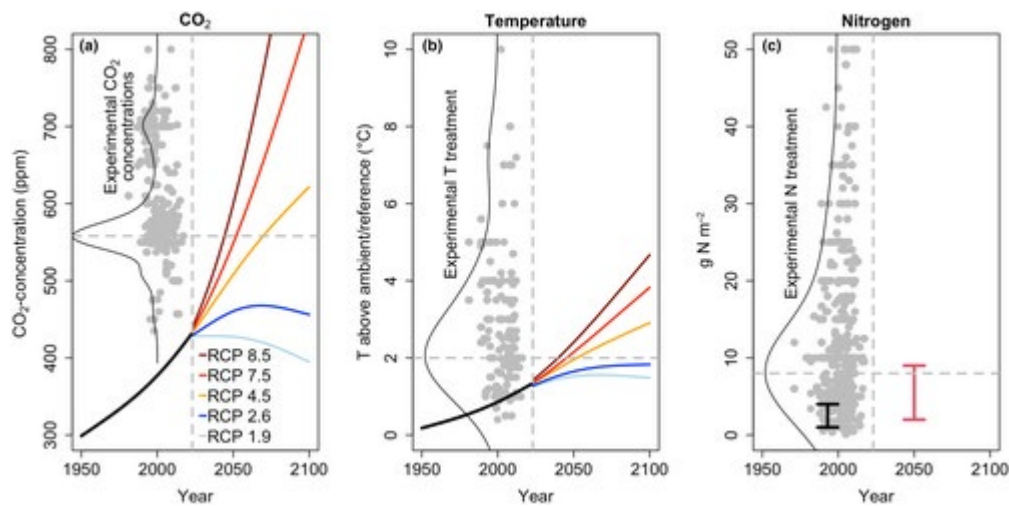 CO₂
(a)
Experimental CO₂
concentrations
CO₂-concentration (ppm)
800
700
600
500
400
300
RCP 8.5
RCP 7.5
RCP 4.5
RCP 2.6
RCP 1.9
1950 2000 2050 2100
Year
Temperature
(b)
Experimental T treatment
T above ambient/reference (°C)
12
10
8
6
4
2
0
1950 2000 2050 2100
Year
Nitrogen
(c)
Experimental N treatment
g N m⁻²
50
40
30
20
10
0
1950 2000 2050 2100
Year